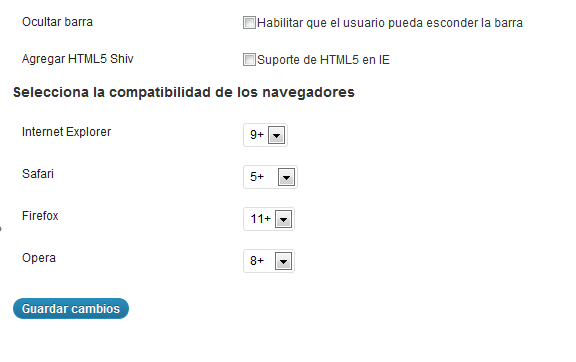 Ocultar barra Habilitar que el usuario pueda esconder la barra
Agregar HTML5 Shiv Suporte de HTML5 en IE
Selecciona la compatibilidad de los navegadores
Internet Explorer 9+
Safari 5+
Firefox 11+
Opera 8+
Guardar cambios